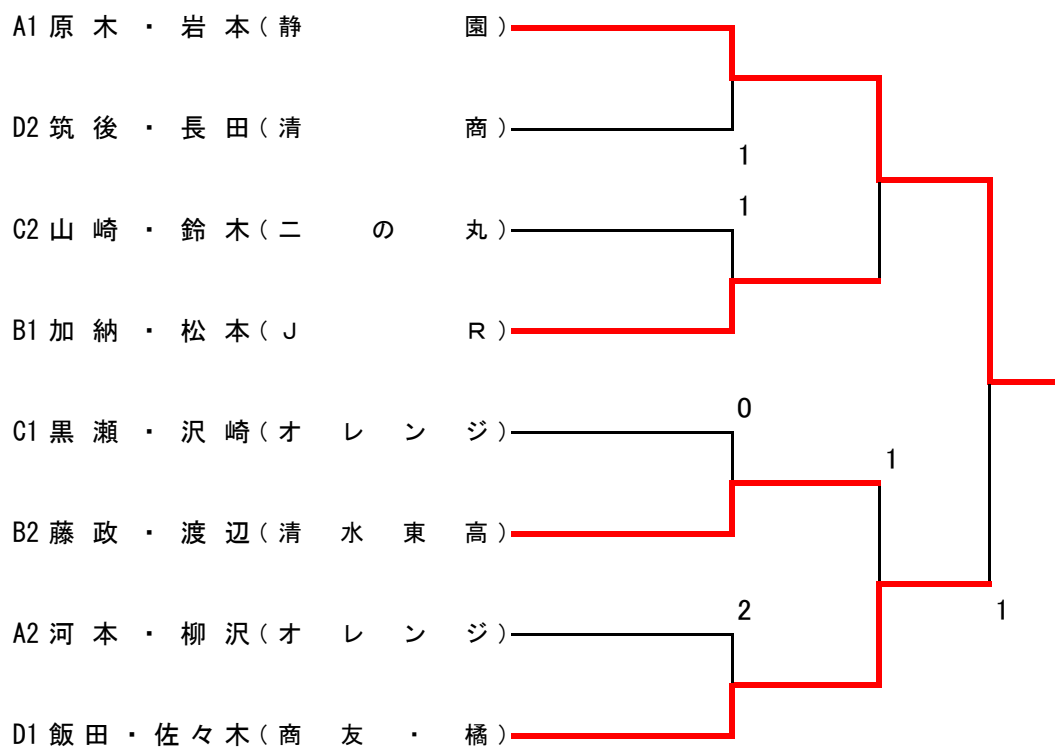 A1 原木・岩本(静園)
D2 筑後・長田(清商)
1
1
C2 山崎・鈴木(二の丸)
B1 加納・松本(JR)
0
C1 黒瀬・沢崎(オレンジ)
1
B2 藤政・渡辺(清水東高)
2
1
A2 河本・柳沢(オレンジ)
D1 飯田・佐々木(商友・橘)